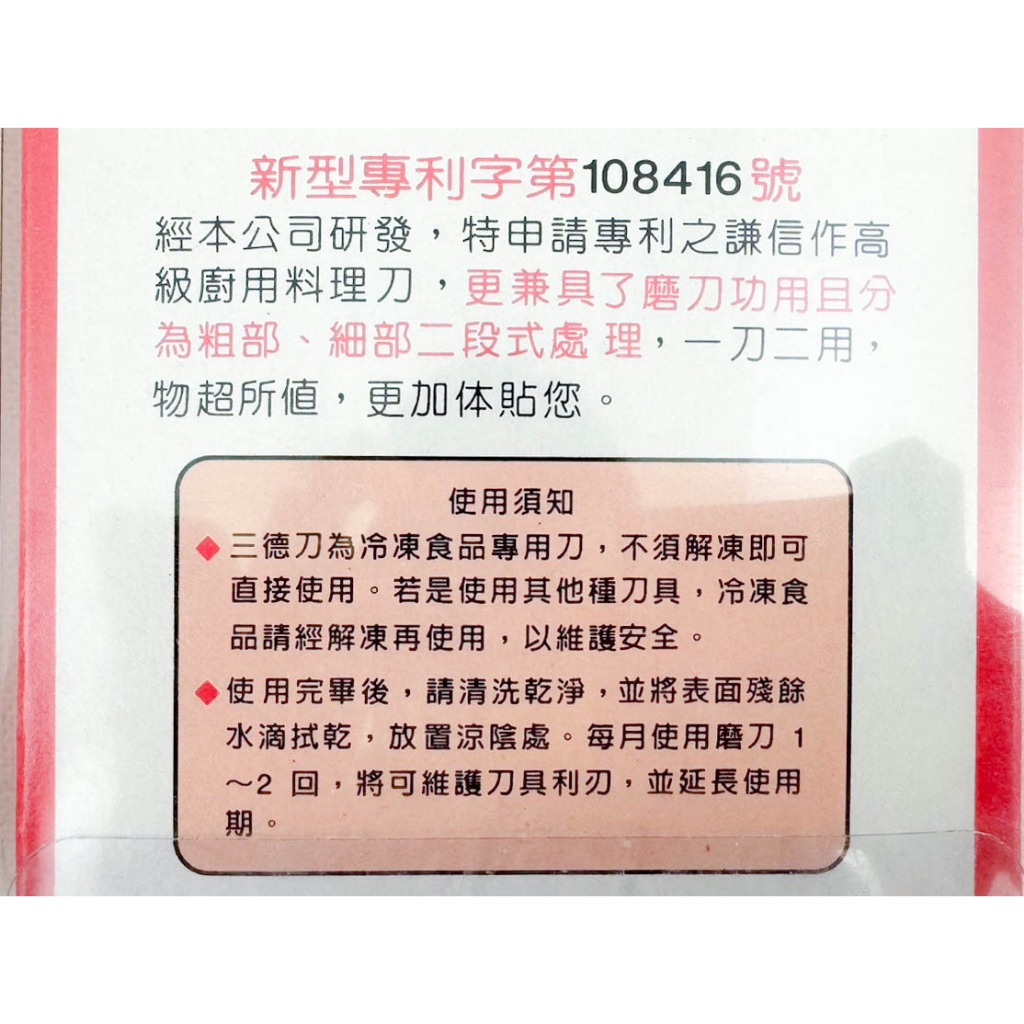 新型專利字第108416號
經本公司研發，特申請專利之謙信作高
級廚用料理刀，更兼具了磨刀功用且分
為粗部、細部二段式處理，一刀二用，
物超所值，更加体貼您。
使用須知
◆三德刀為冷凍食品專用刀，不須解凍即可
直接使用。若是使用其他種刀具，冷凍食
品請經解凍再使用，以維護安全。
◆使用完畢後，請清洗乾淨，並將表面殘餘
水滴拭乾，放置涼陰處。每月使用磨刀 1
～2 回，將可維護刀具利刃，並延長使用
期。